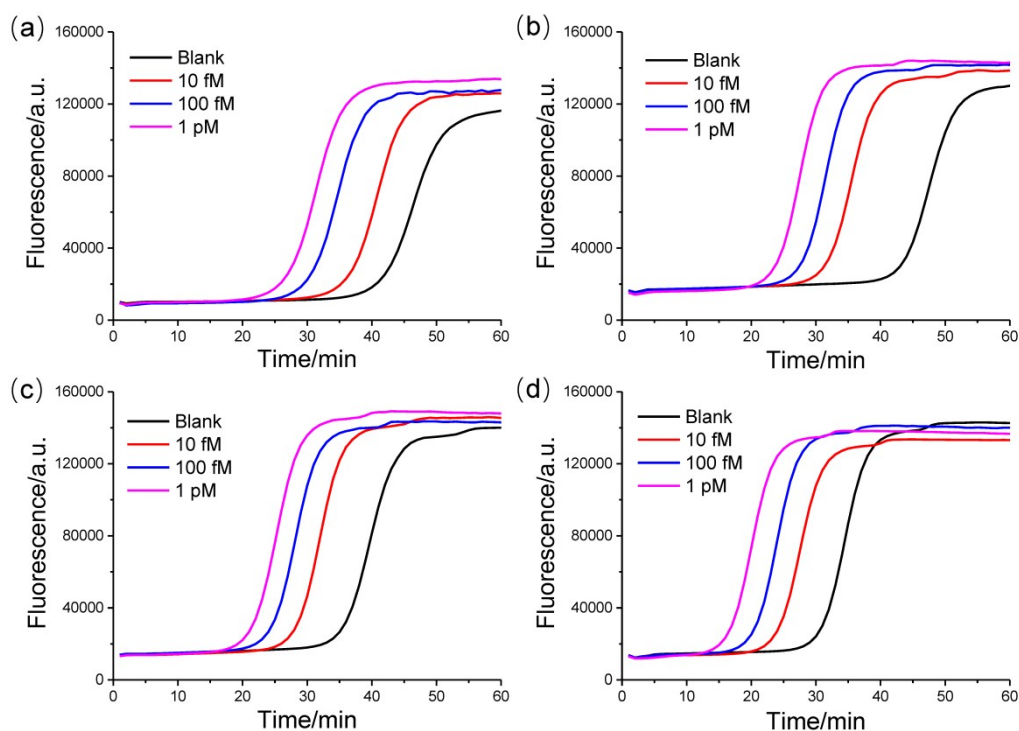 (a)
Blank
10 fM
100 fM
1 pM
Fluorescence/a.u.
160000
120000
80000
40000
0
0 10 20 30 40 50 60
Time/min
(b)
Blank
10 fM
100 fM
1 pM
Fluorescence/a.u.
160000
120000
80000
40000
0
0 10 20 30 40 50 60
Time/min
(c)
Blank
10 fM
100 fM
1 pM
Fluorescence/a.u.
160000
120000
80000
40000
0
0 10 20 30 40 50 60
Time/min
(d)
Blank
10 fM
100 fM
1 pM
Fluorescence/a.u.
160000
120000
80000
40000
0
0 10 20 30 40 50 60
Time/min